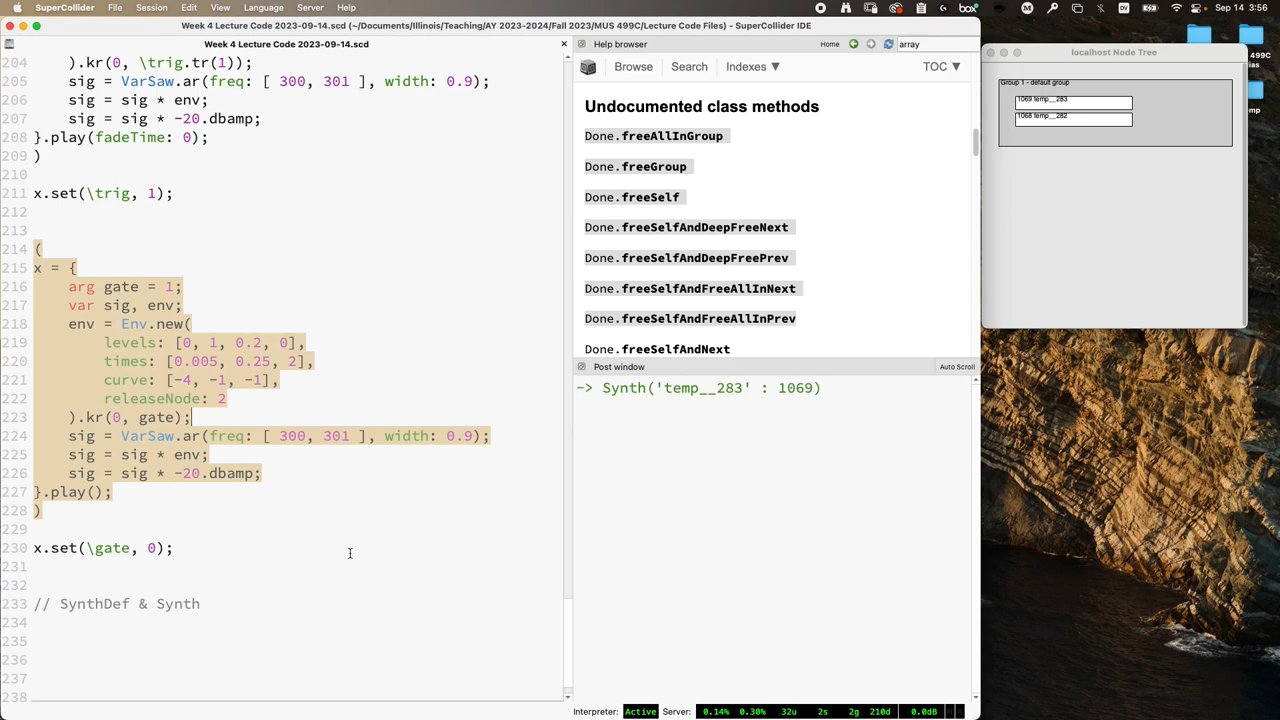 SuperCollider File Edit View Language Server Help Thu Sep 14 3:56
Week 4 Lecture Code 2023-09-14.scd (~/Documents/Illinois/Teaching/AY 2023-2024/Fall 2023/MUS 499C/Lecture Code Files) - SuperCollider IDE
Week 4 Lecture Code 2023-09-14.scd
204 ).kr(0, \trig.tr(1));
205 sig = VarSaw.ar(freq: [ 300, 301 ], width: 0.9);
206 sig = sig * env;
207 sig = sig * -20.dbamp;
208 }.play(fadeTime: 0);
209 )
210
211 x.set(\trig, 1);
212
213
214 (
215 x = {
216 arg gate = 1;
217 var sig, env;
218 env = Env.new(
219 levels: [0, 1, 0.2, 0],
220 times: [0.005, 0.25, 2],
221 curve: [-4, -1, -1],
222 releaseNode: 2
223 ).kr(0, gate);
224 sig = VarSaw.ar(freq: [ 300, 301 ], width: 0.9);
225 sig = sig * env;
226 sig = sig * -20.dbamp;
227 }.play();
228 )
229
230 x.set(\gate, 0);
231
232
233 // SynthDef & Synth
234
235
236
237
238
Help browser Home array
Browse Search Indexes ▼ TOC ▼
Undocumented class methods
Done.freeAllInGroup
Done.freeGroup
Done.freeSelf
Done.freeSelfAndDeepFreeNext
Done.freeSelfAndDeepFreePrev
Done.freeSelfAndFreeAllInNext
Done.freeSelfAndFreeAllInPrev
Done.freeSelfAndNext
Post window Auto Scroll
-> Synth('temp__283' : 1069)
Interpreter: Active Server: 0.14% 0.30% 32u 2s 2g 210d 0.0dB
localhost Node Tree
Group 1 - default group
1069 temp__283
1068 temp__282